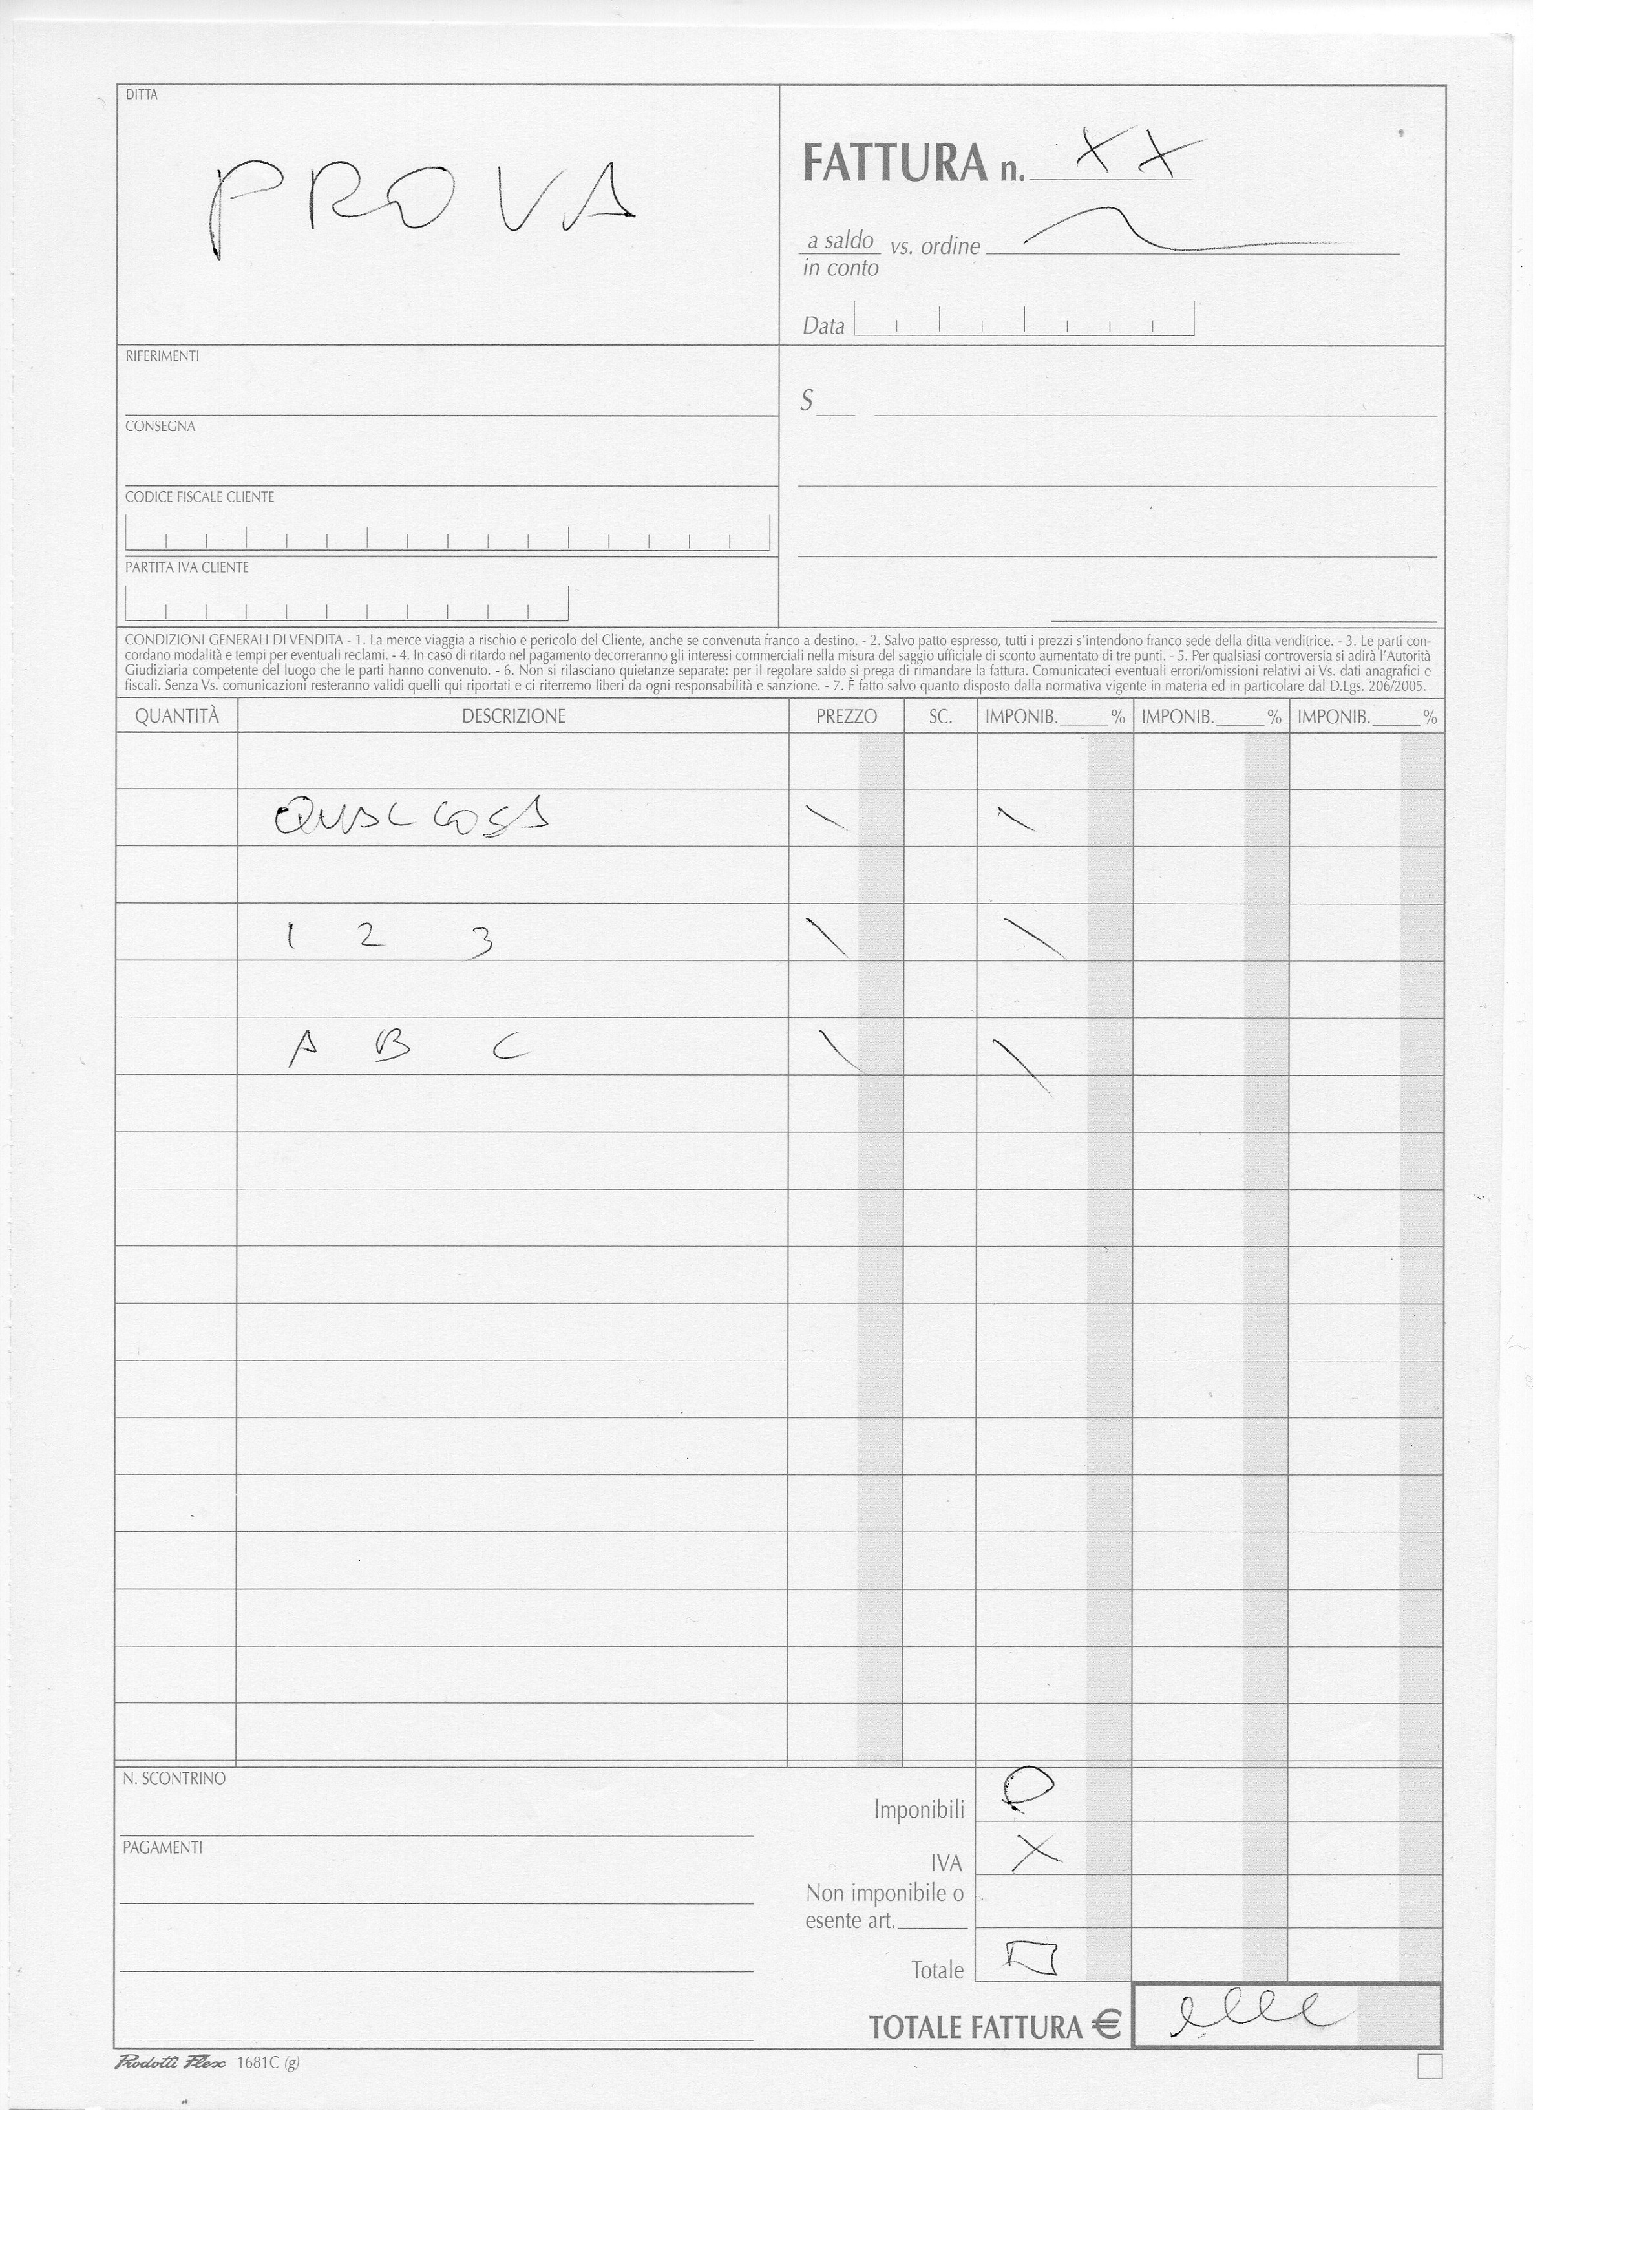 DITTA
PROVA
FATTURA n. XX
a saldo vs. ordine
in conto
Data
RIFERIMENTI
S
CONSEGNA
CODICE FISCALE CLIENTE
PARTITA IVA CLIENTE
CONDIZIONI GENERALI DI VENDITA - 1. La merce viaggia a rischio e pericolo del Cliente, anche se convenuta franco a destino. - 2. Salvo patto espresso, tutti i prezzi s'intendono franco sede della ditta venditrice. - 3. Le parti con-
cordano modalità e tempi per eventuali reclami. - 4. In caso di ritardo nel pagamento decorreranno gli interessi commerciali nella misura del saggio ufficiale di sconto aumentato di tre punti. - 5. Per qualsiasi controversia si adirà l'Autorità
Giudiziaria competente del luogo che le parti hanno convenuto. - 6. Non si rilasciano quietanze separate: per il regolare saldo si prega di rimandare la fattura. Comunicateci eventuali errori/omissioni relativi ai Vs. dati anagrafici e
fiscali. Senza Vs. comunicazioni resteranno validi quelli qui riportati e ci riterremo liberi da ogni responsabilità e sanzione. - 7. È fatto salvo quanto disposto dalla normativa vigente in materia ed in particolare dal D.Lgs. 206/2005.
QUANTITÀ DESCRIZIONE PREZZO SC. IMPONIB.____% IMPONIB.____% IMPONIB.____%
QUALCOSA \ \
1 2 3 \ \
A B C \ \
N. SCONTRINO
Imponibili
PAGAMENTI
IVA X
Non imponibile o
esente art.
Totale
TOTALE FATTURA €
Prodotti Flex 1681C (g)